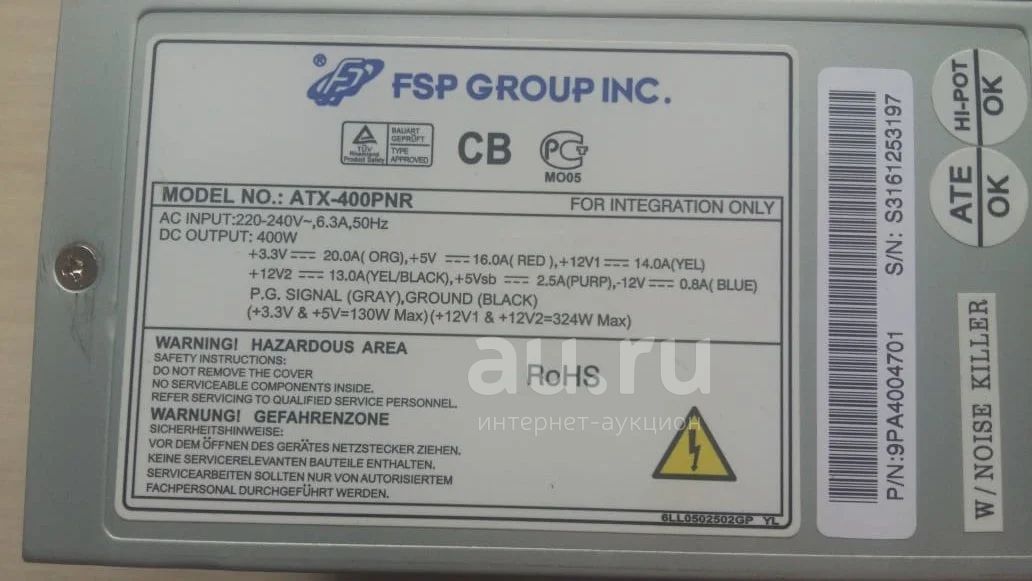 ® FSP GROUP INC.
TÜV Rheinland Product Safety
BAUART GEPRÜFT
TYPE APPROVED
CB
PCT
MO05
MODEL NO.: ATX-400PNR
FOR INTEGRATION ONLY
AC INPUT:220-240V~,6.3A,50Hz
DC OUTPUT: 400W
+3.3V 20.0A( ORG),+5V 16.0A( RED ),+12V1 14.0A(YEL)
+12V2 13.0A(YEL/BLACK),+5Vsb 2.5A(PURP),-12V 0.8A( BLUE)
P.G. SIGNAL (GRAY),GROUND (BLACK)
(+3.3V & +5V=130W Max) (+12V1 & +12V2=324W Max)
WARNING! HAZARDOUS AREA
SAFETY INSTRUCTIONS:
DO NOT REMOVE THE COVER
NO SERVICEABLE COMPONENTS INSIDE.
REFER SERVICING TO QUALIFIED SERVICE PERSONNEL.
WARNUNG! GEFAHRENZONE
SICHERHEITSHINWEISE:
VOR DEM ÖFFNEN DES GERÄTES NETZSTECKER ZIEHEN.
KEINE SERVICERELEVANTEN BAUTEILE ENTHALTEN.
SERVICEARBEITEN SOLLTEN NUR VON AUTORISIERTEM
FACHPERSONAL DURCHGEFÜHRT WERDEN.
RoHS
au.ru
интернет-аукцион
6LL0502502GP YL
P/N:9PA4004701 S/N: S3161253197
HI-POT OK
ATE OK
W/NOISE KILLER